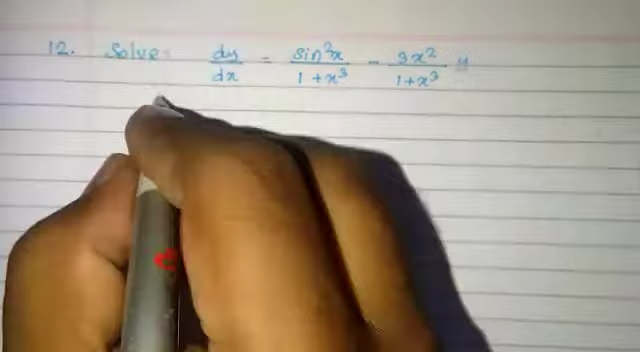 12. Solve dy/dx = sin²x/1+x³ - 3x²/1+x³ y